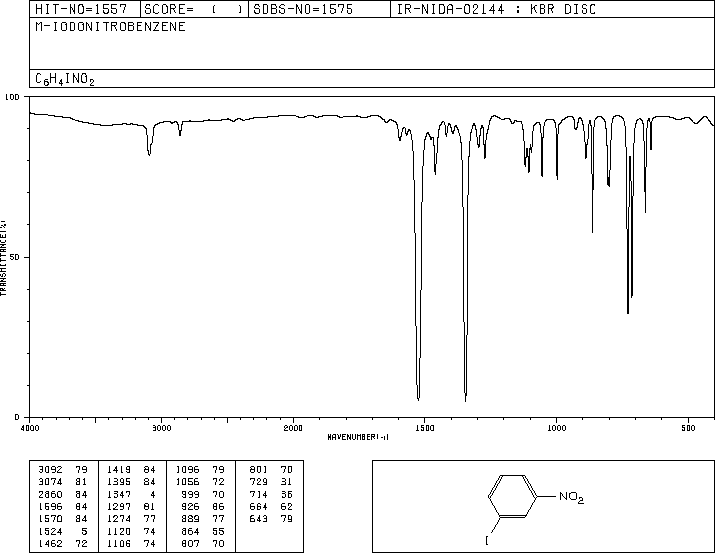 HIT-NO=1557 SCORE= ( ) SDBS-NO=1575 IR-NIDA-02144 : KBR DISC
M-IODONITROBENZENE
C6H4INO2
100
50
0
TRANSMITTANCE(%)
4000 3000 2000 1500 1000 500
WAVENUMBER(-1)
3092 79 1419 84 1096 79 801 70
3074 81 1395 84 1056 72 729 31
2860 84 1347 4 999 70 714 36
1596 84 1297 81 926 86 664 62
1570 84 1274 77 889 77 643 79
1524 5 1120 74 864 55
1462 72 1106 74 807 70
NO2
I